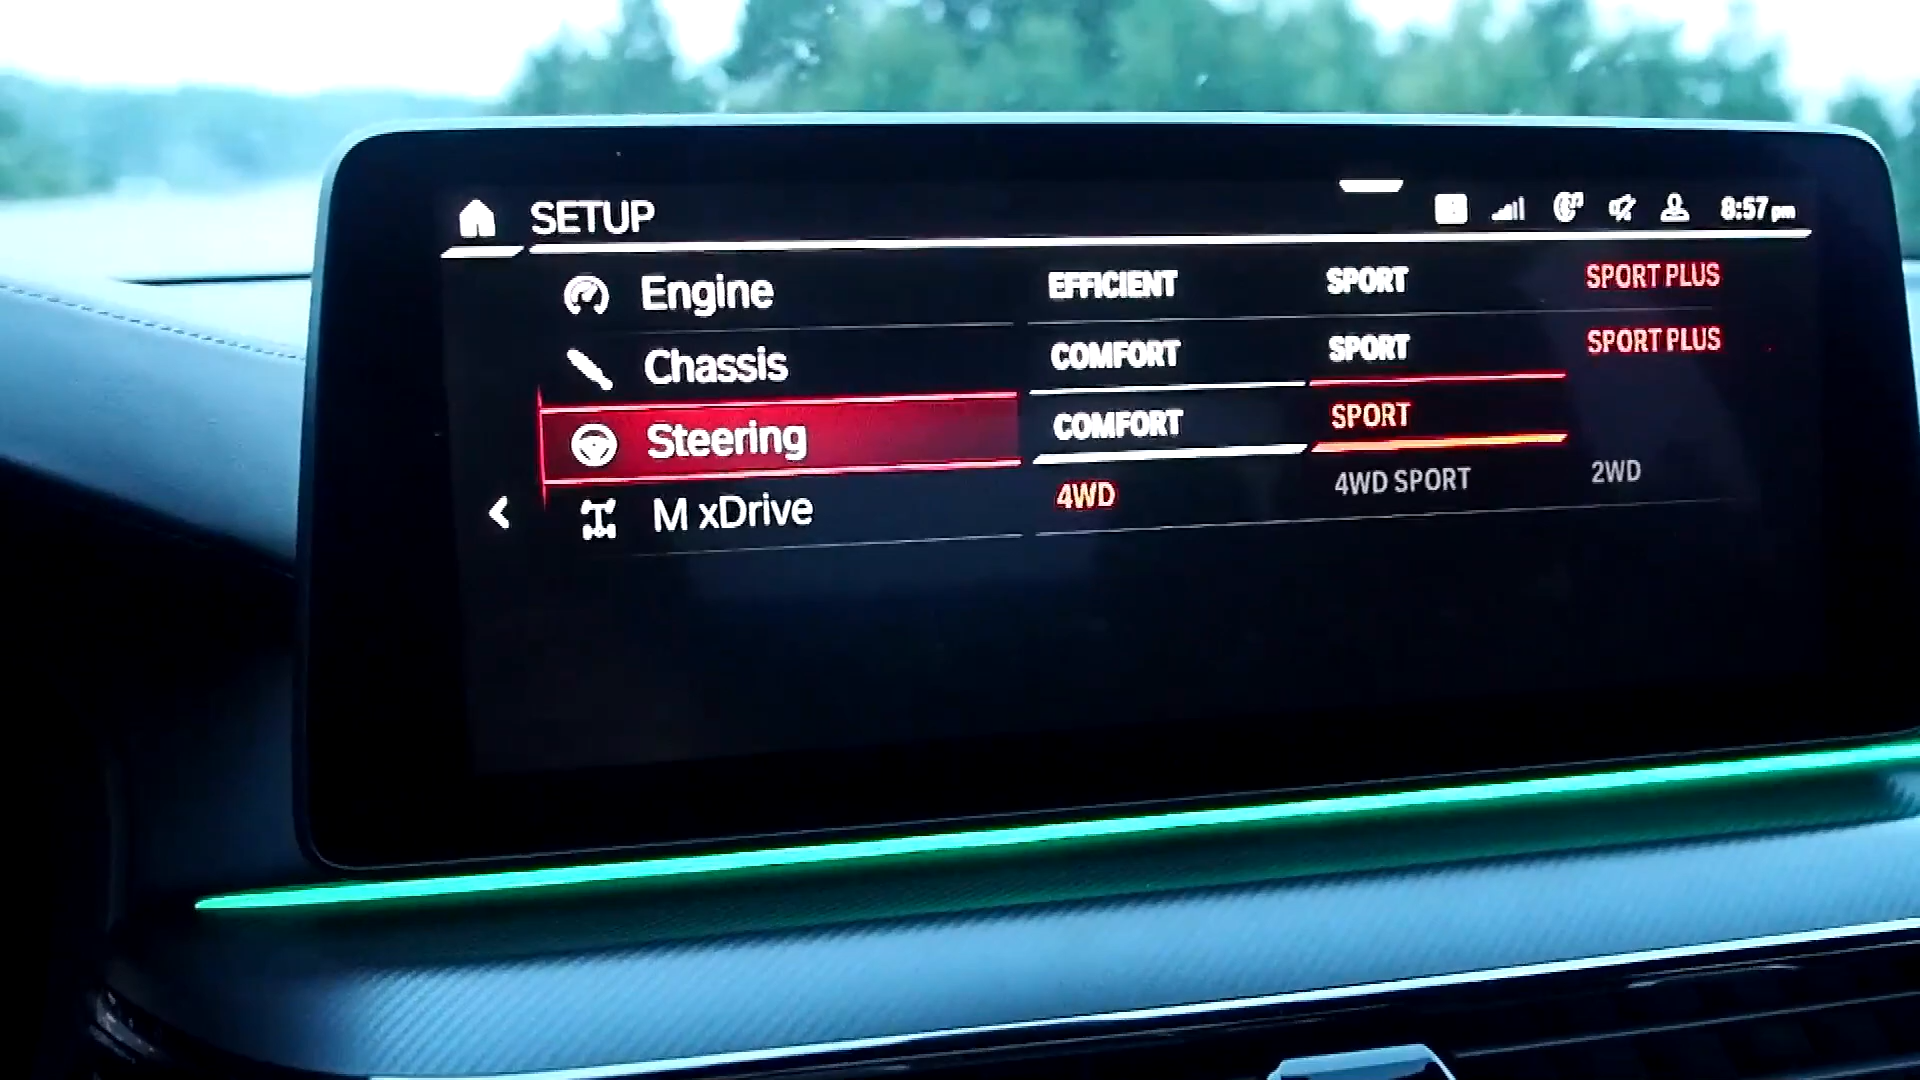 SETUP 8:57 pm
Engine EFFICIENT SPORT SPORT PLUS
Chassis COMFORT SPORT SPORT PLUS
Steering COMFORT SPORT
M xDrive 4WD 4WD SPORT 2WD